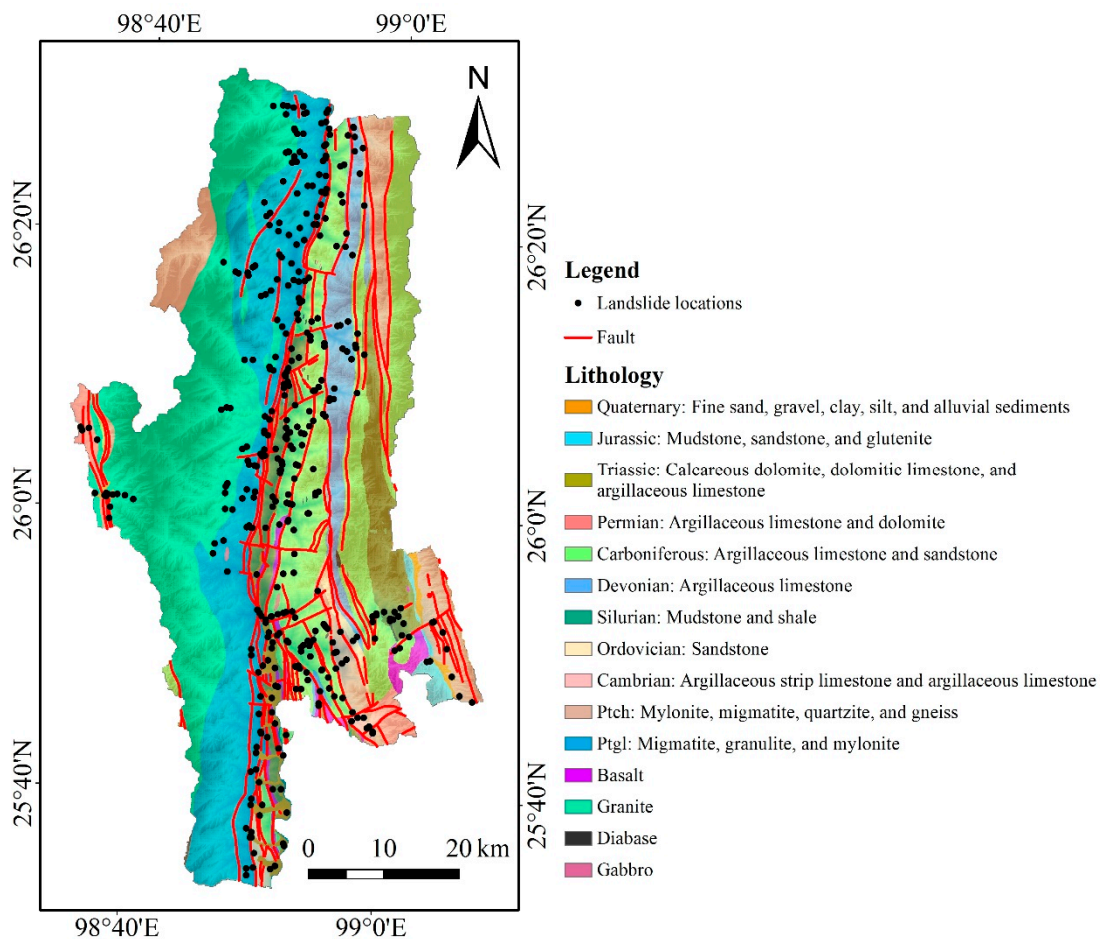 98°40'E 99°0'E
N
26°20'N 26°20'N
26°0'N 26°0'N
25°40'N 25°40'N
0 10 20 km
98°40'E 99°0'E
Legend
Landslide locations
Fault
Lithology
Quaternary: Fine sand, gravel, clay, silt, and alluvial sediments
Jurassic: Mudstone, sandstone, and glutenite
Triassic: Calcareous dolomite, dolomitic limestone, and
argillaceous limestone
Permian: Argillaceous limestone and dolomite
Carboniferous: Argillaceous limestone and sandstone
Devonian: Argillaceous limestone
Silurian: Mudstone and shale
Ordovician: Sandstone
Cambrian: Argillaceous strip limestone and argillaceous limestone
Ptch: Mylonite, migmatite, quartzite, and gneiss
Ptgl: Migmatite, granulite, and mylonite
Basalt
Granite
Diabase
Gabbro